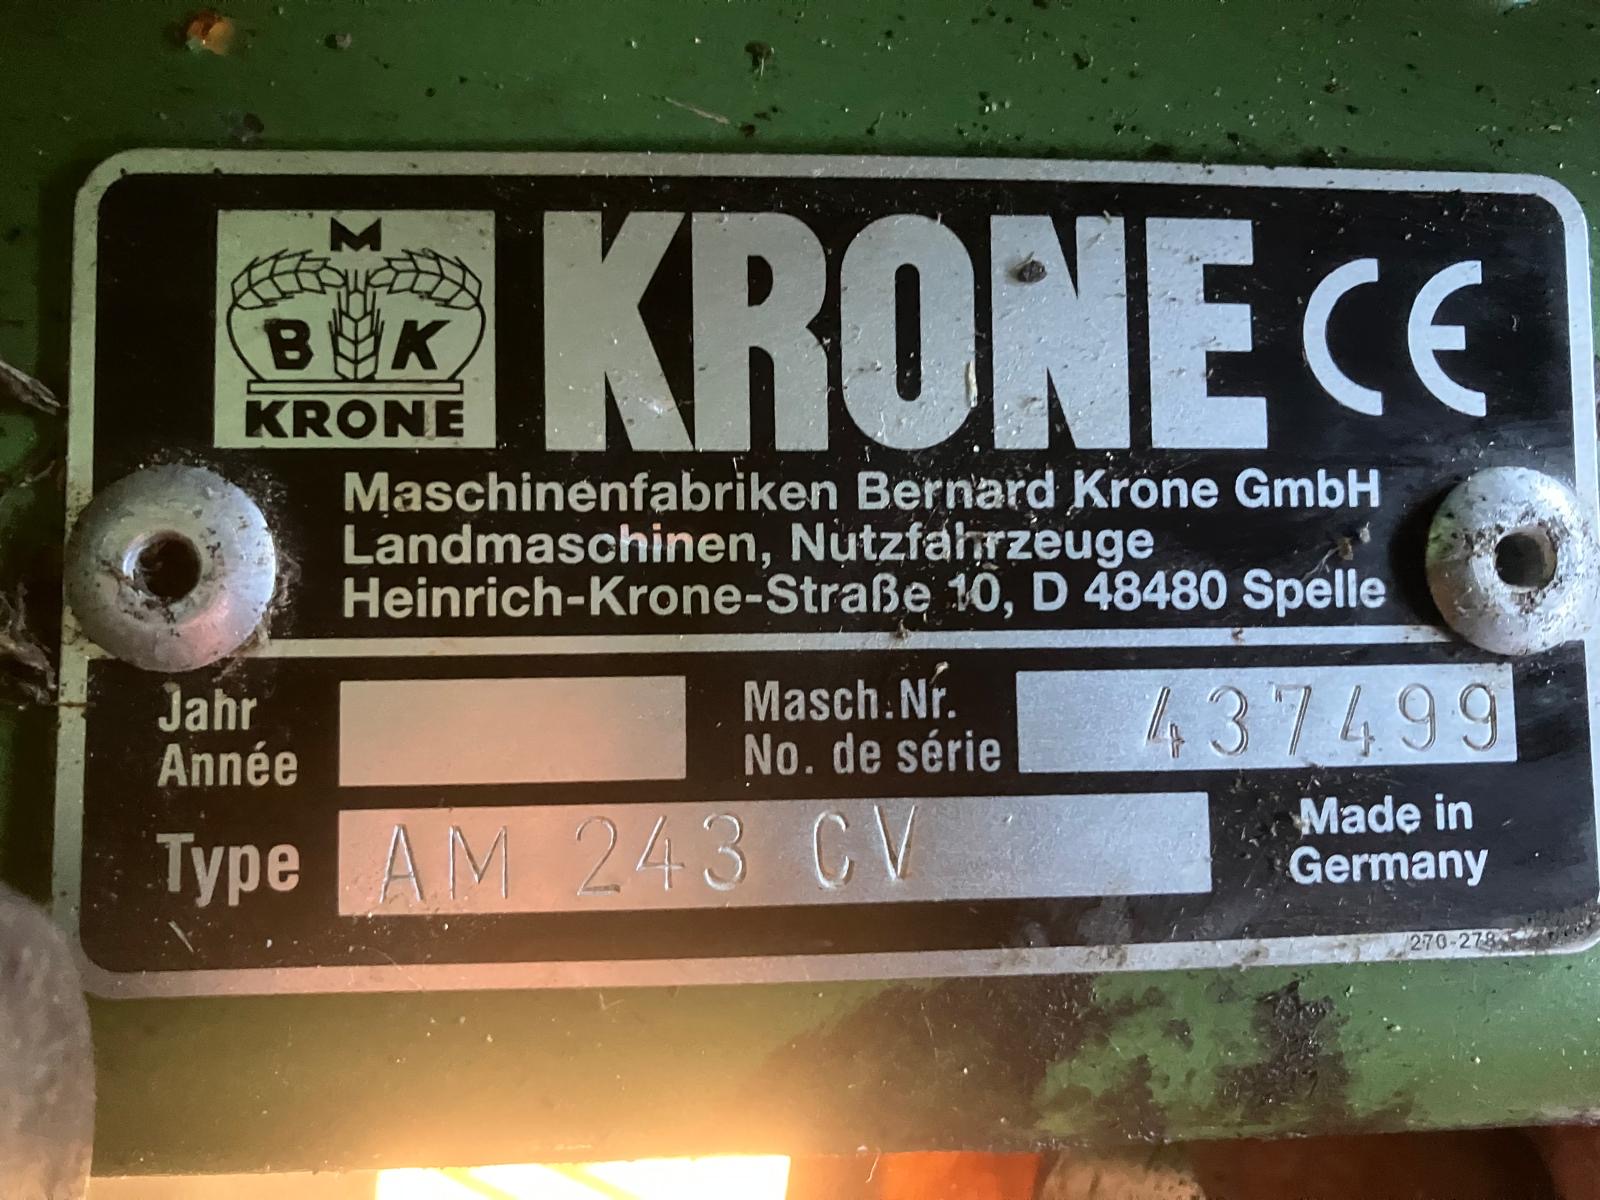 M
B K
KRONE
KRONE CE
Maschinenfabriken Bernard Krone GmbH
Landmaschinen, Nutzfahrzeuge
Heinrich-Krone-Straße 10, D 48480 Spelle
Jahr
Année
Masch.Nr.
No. de série
437499
Type
AM 243 CV
Made in
Germany